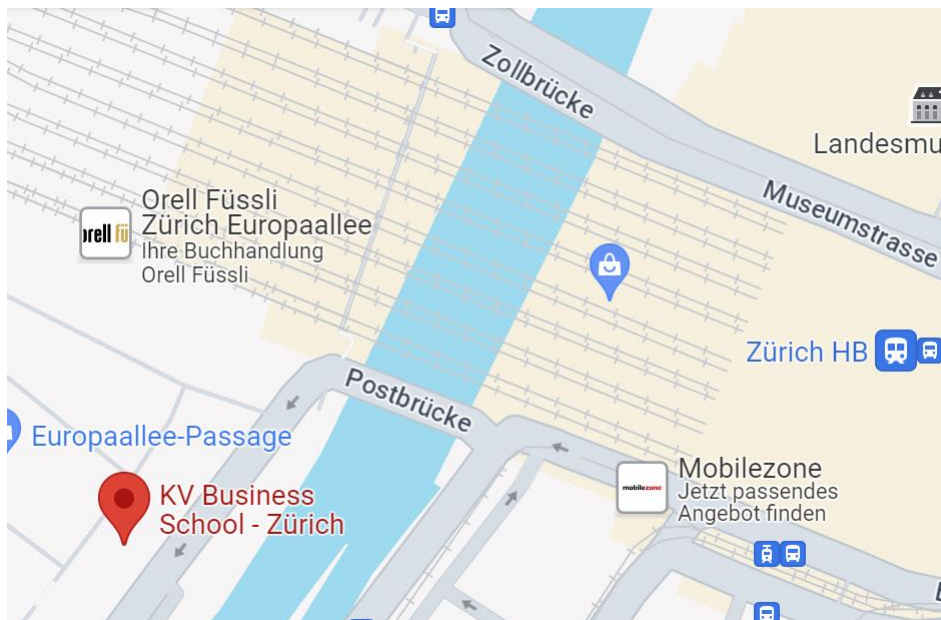 Zollbrücke
Landesmu
Museumstrasse
Orell Füssli
Zürich Europaallee
Ihre Buchhandlung
Orell Füssli
rell fü
Zürich HB
Postbrücke
Europaallee-Passage
Mobilezone
Jetzt passendes
Angebot finden
mobilezone
KV Business
School - Zürich